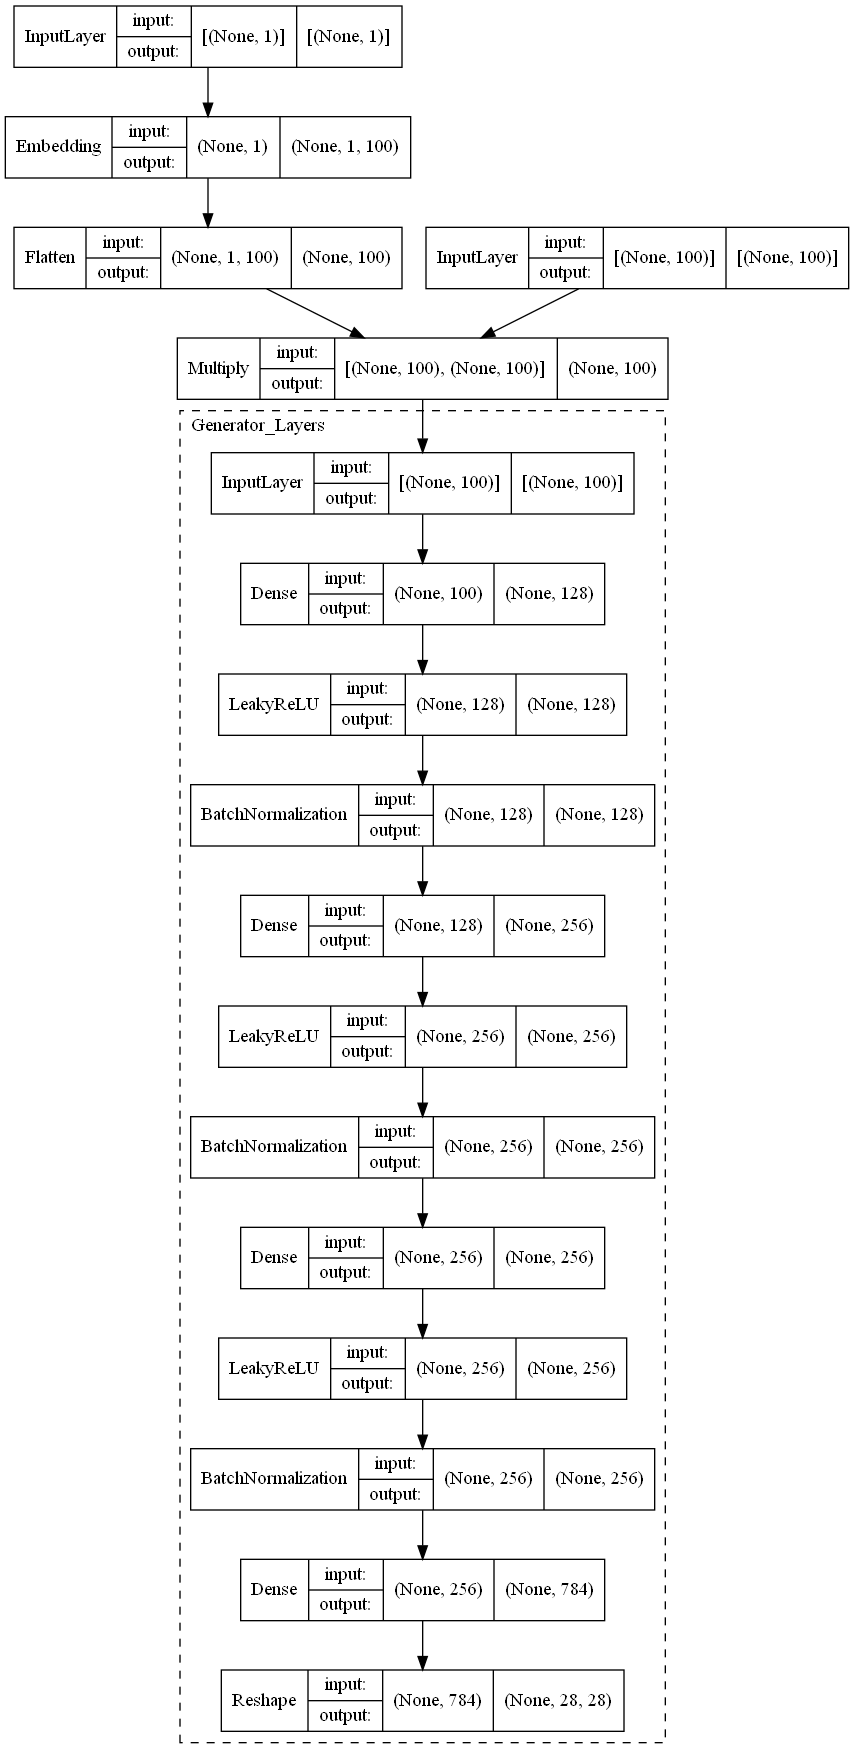 InputLayer input: output: [(None, 1)] [(None, 1)]
Embedding input: output: (None, 1) (None, 1, 100)
Flatten input: output: (None, 1, 100) (None, 100)
InputLayer input: output: [(None, 100)] [(None, 100)]
Multiply input: output: [(None, 100), (None, 100)] (None, 100)
Generator_Layers
InputLayer input: output: [(None, 100)] [(None, 100)]
Dense input: output: (None, 100) (None, 128)
LeakyReLU input: output: (None, 128) (None, 128)
BatchNormalization input: output: (None, 128) (None, 128)
Dense input: output: (None, 128) (None, 256)
LeakyReLU input: output: (None, 256) (None, 256)
BatchNormalization input: output: (None, 256) (None, 256)
Dense input: output: (None, 256) (None, 256)
LeakyReLU input: output: (None, 256) (None, 256)
BatchNormalization input: output: (None, 256) (None, 256)
Dense input: output: (None, 256) (None, 784)
Reshape input: output: (None, 784) (None, 28, 28)